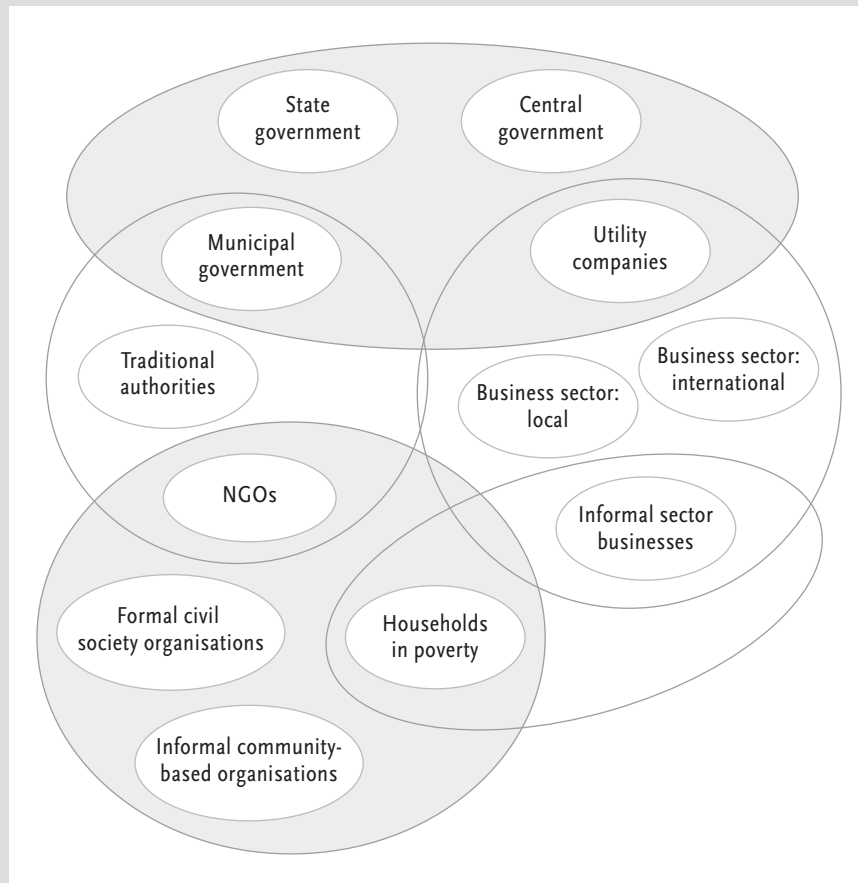 State
government
Central
government
Municipal
government
Utility
companies
Traditional
authorities
Business sector:
local
Business sector:
international
NGOs
Informal sector
businesses
Formal civil
society organisations
Households
in poverty
Informal community-
based organisations